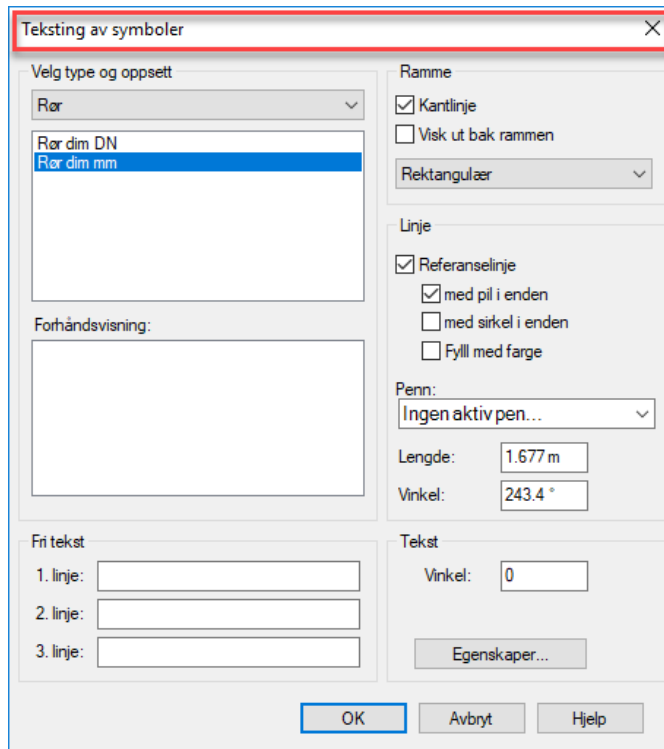 Teksting av symboler
Velg type og oppsett
Rør
Rør dim DN
Rør dim mm
Forhåndsvisning:
Fri tekst
1. linje:
2. linje:
3. linje:
Ramme
Kantlinje
Visk ut bak rammen
Rektangulær
Linje
Referanselinje
med pil i enden
med sirkel i enden
Fylll med farge
Penn:
Ingen aktiv pen...
Lengde: 1.677 m
Vinkel: 243.4 °
Tekst
Vinkel: 0
Egenskaper...
OK Avbryt Hjelp